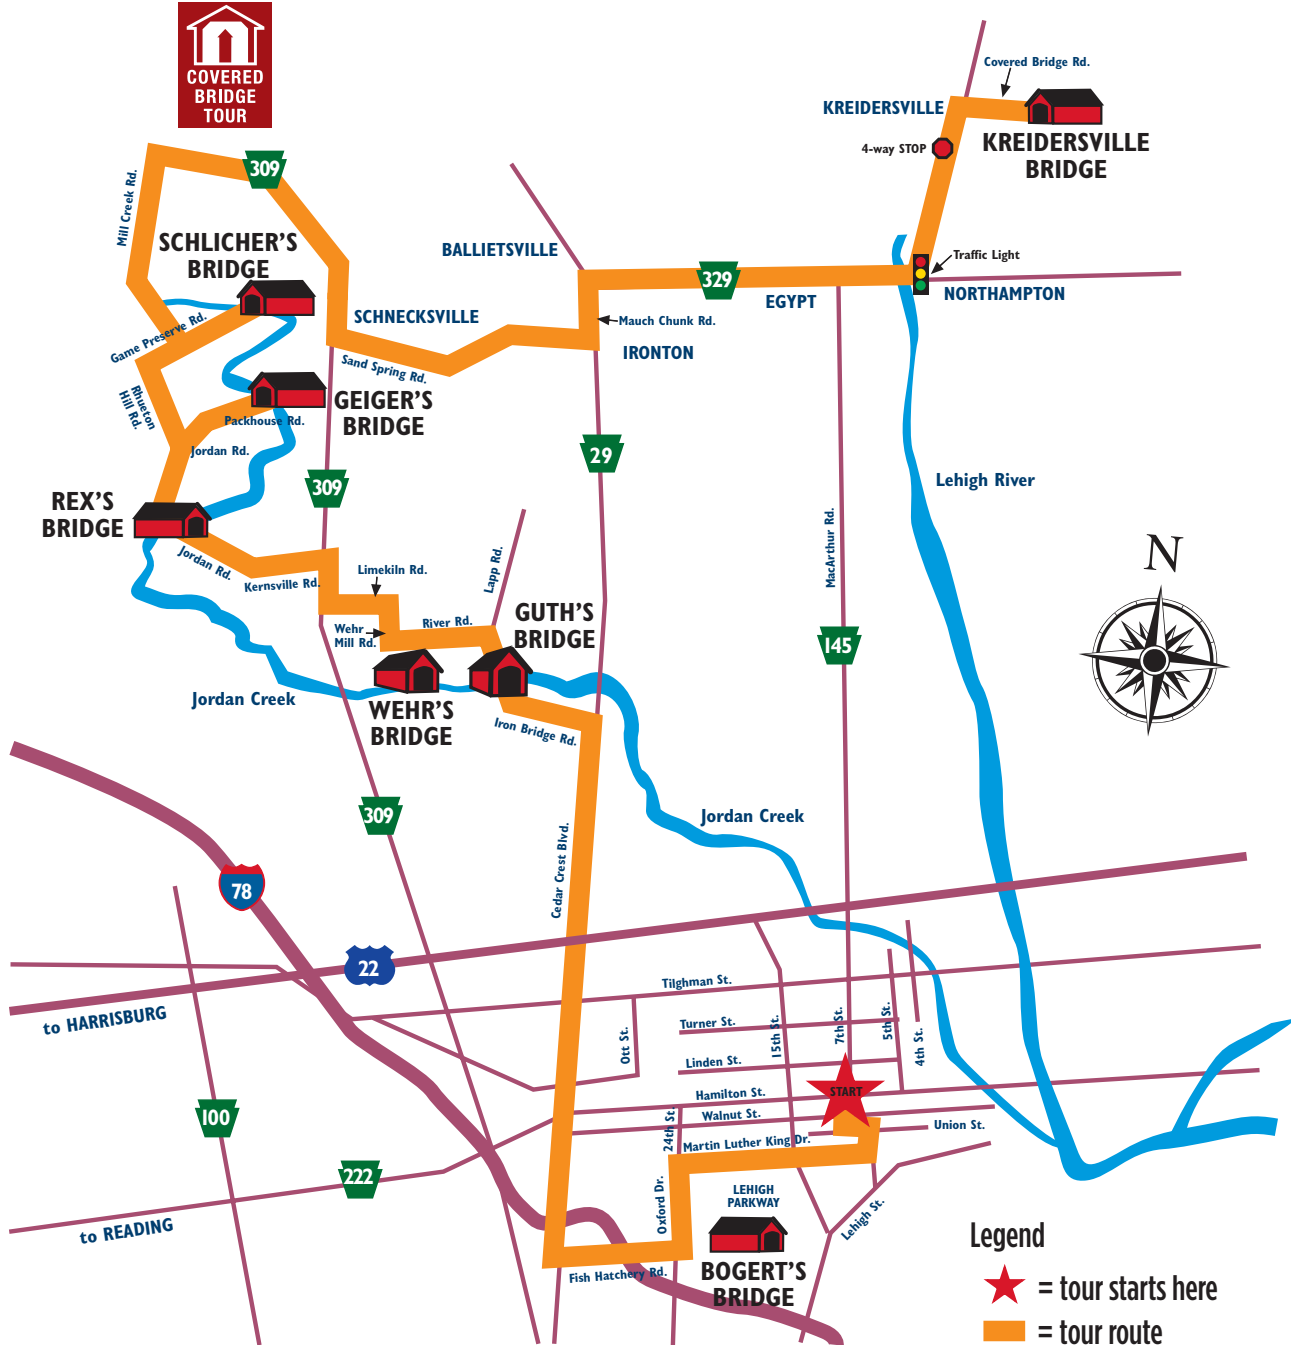 COVERED
BRIDGE
TOUR
Covered Bridge Rd.
KREIDERSVILLE
4-way STOP
KREIDERSVILLE
BRIDGE
309
Mill Creek Rd.
SCHLICHER'S
BRIDGE
BALLIETSVILLE
329
EGYPT
Traffic Light
NORTHAMPTON
Game Preserve Rd.
SCHNECKSVILLE
Mauch Chunk Rd.
IRONTON
Sand Spring Rd.
Rhueton
Hill Rd.
GEIGER'S
BRIDGE
Packhouse Rd.
Jordan Rd.
29
309
Lehigh River
REX'S
BRIDGE
MacArthur Rd.
N
Jordan Rd.
Kernsville Rd.
Limekiln Rd.
Lapp Rd.
GUTH'S
BRIDGE
River Rd.
Wehr
Mill Rd.
145
Jordan Creek
WEHR'S
BRIDGE
Iron Bridge Rd.
309
Jordan Creek
Cedar Crest Blvd.
78
22
to HARRISBURG
Tilghman St.
Turner St.
Ott St.
15th St.
7th St.
5th St.
4th St.
Linden St.
START
Hamilton St.
Walnut St.
100
24th St.
Union St.
Martin Luther King Dr.
222
to READING
LEHIGH
PARKWAY
Oxford Dr.
Lehigh St.
Fish Hatchery Rd.
BOGERT'S
BRIDGE
Legend
= tour starts here
= tour route